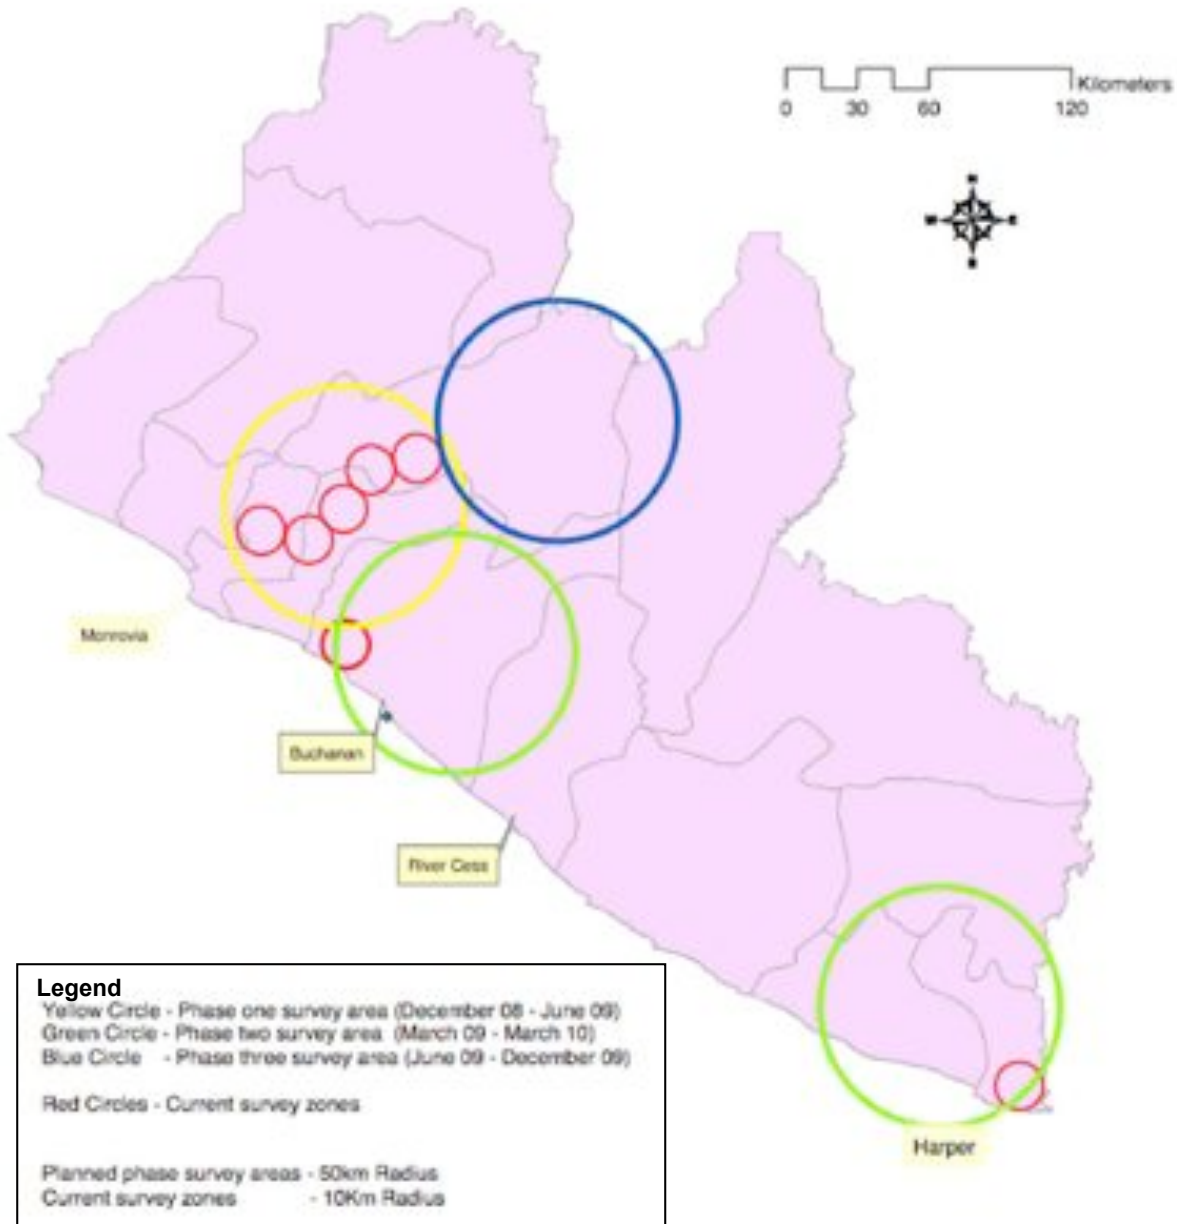 Kilometers
0 30 60 120
N
W E
S
Monrovia
Buchanan
River Cess
Harper
Legend
Yellow Circle - Phase one survey area (December 08 - June 09)
Green Circle - Phase two survey area (March 09 - March 10)
Blue Circle - Phase three survey area (June 09 - December 09)
Red Circles - Current survey zones
Planned phase survey areas - 50km Radius
Current survey zones - 10Km Radius